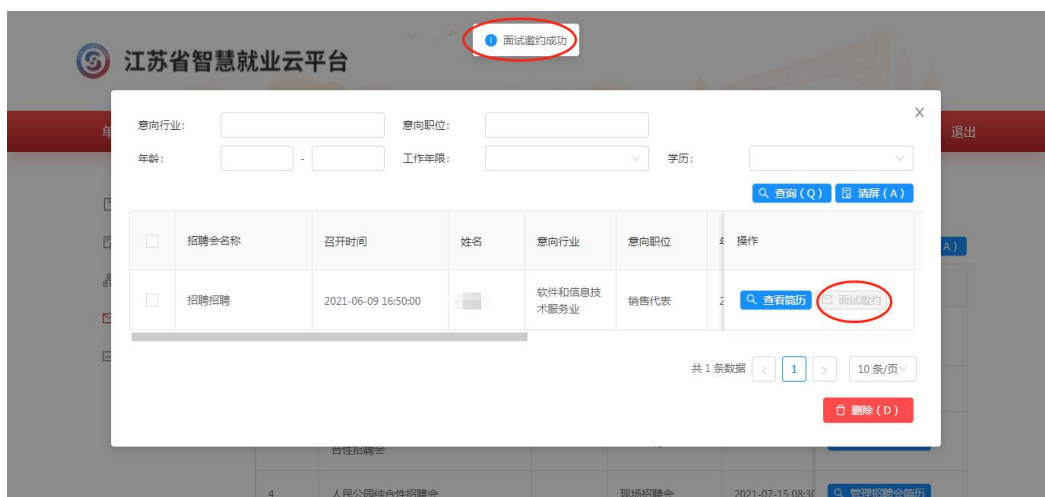 面试邀约成功
江苏省智慧就业云平台
单
退出
意向行业:
意向职位:
年龄:
-
工作年限:
学历:
查询(Q)
清屏(A)
A)
招聘会名称
召开时间
姓名
意向行业
意向职位
操作
招聘招聘
2021-06-09 16:50:00
软件和信息技
术服务业
销售代表
2
查看简历
面试邀约
共 1 条数据
1
10 条/页
删除(D)
台性招聘会
4
人民公园综合性招聘会
现场招聘会
2021-07-15 08:30
管理招聘会简历